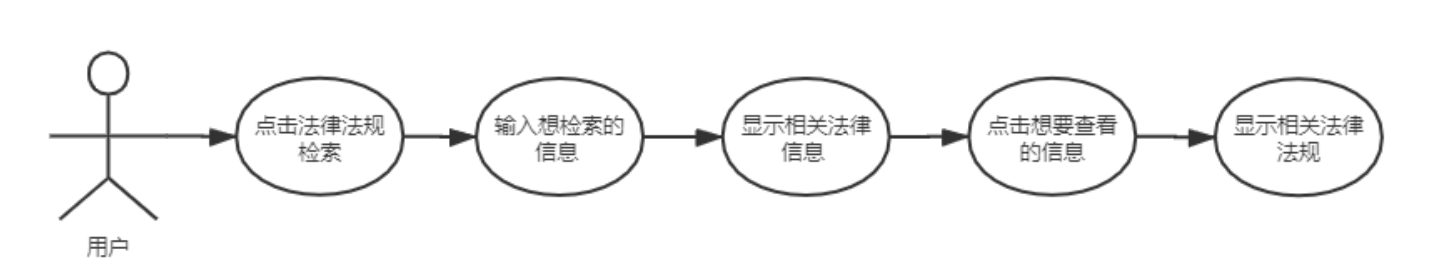 点击法律法规
检索
输入想检索的
信息
显示相关法律
信息
点击想要查看
的信息
显示相关法律
法规
用户